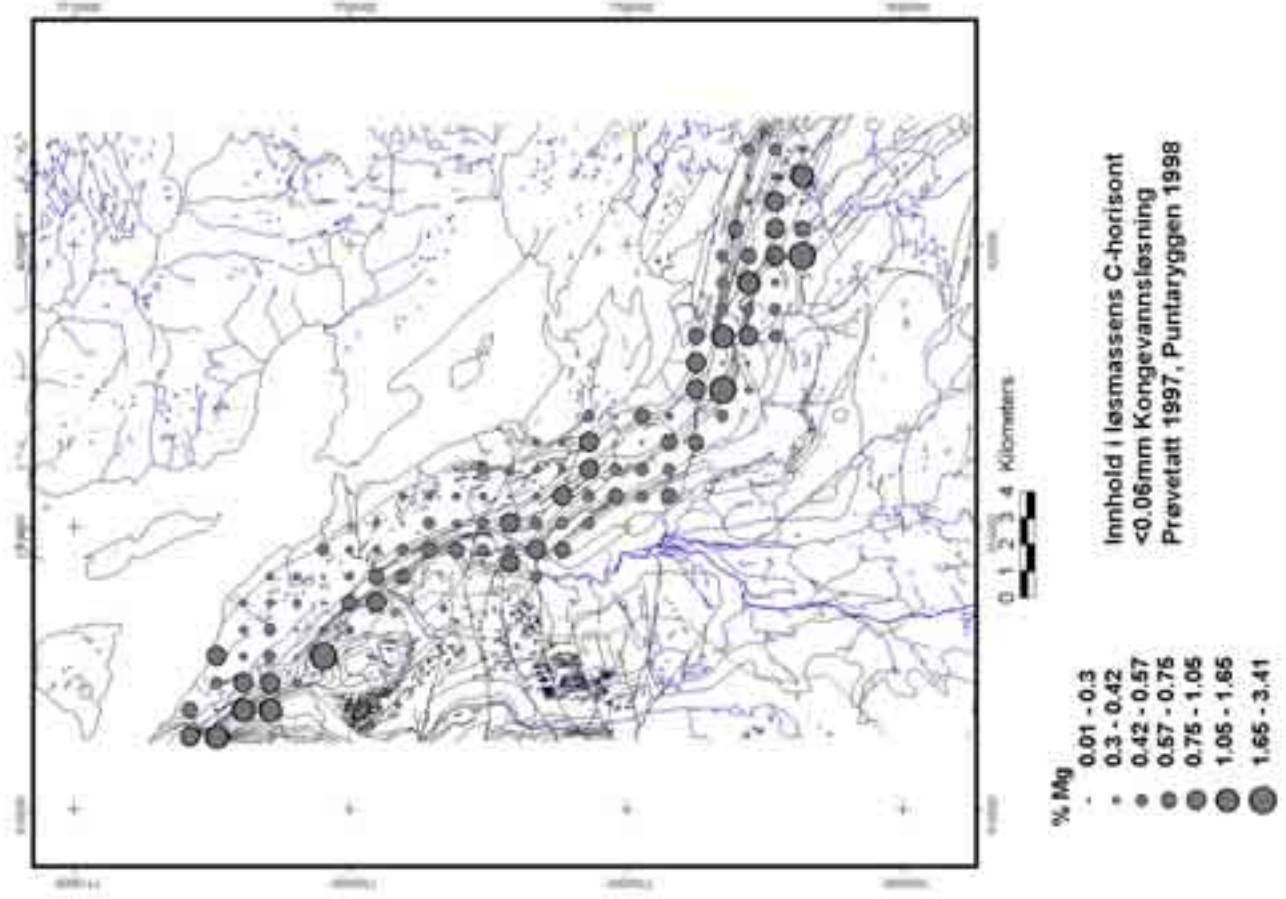 0 1 2 3 4 Kilometers
Innhold i løsmassens C-horisont
<0.06mm Kongevannsløsning
Prøvetatt 1997, Puntaryggen 1998
% Mg
0.01 - 0.3
0.3 - 0.42
0.42 - 0.57
0.57 - 0.75
0.75 - 1.05
1.05 - 1.65
1.65 - 3.41